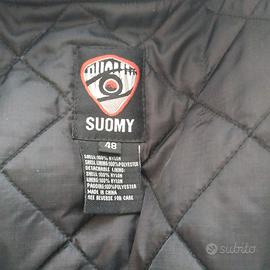 SUOMY
SUOMY
48
SHELL:100% NYLON
LINING:100%POLYESTER
DETACHABLE LINING:
SHELL:100% NYLON
LINING:100% NYLON
PADDING:100%POLYESTER
MADE IN CHINA
SEE REVERSE FOR CARE
subito